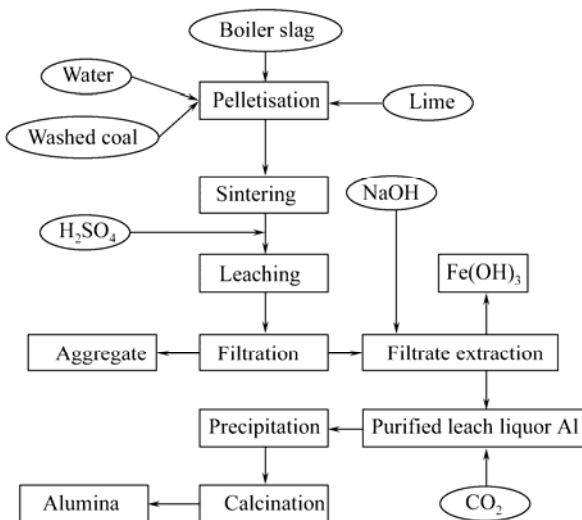 Boiler slag
Water
Pelletisation
Lime
Washed coal
Sintering
NaOH
H₂SO₄
Leaching
Fe(OH)₃
Aggregate
Filtration
Filtrate extraction
Precipitation
Purified leach liquor Al
Alumina
Calcination
CO₂